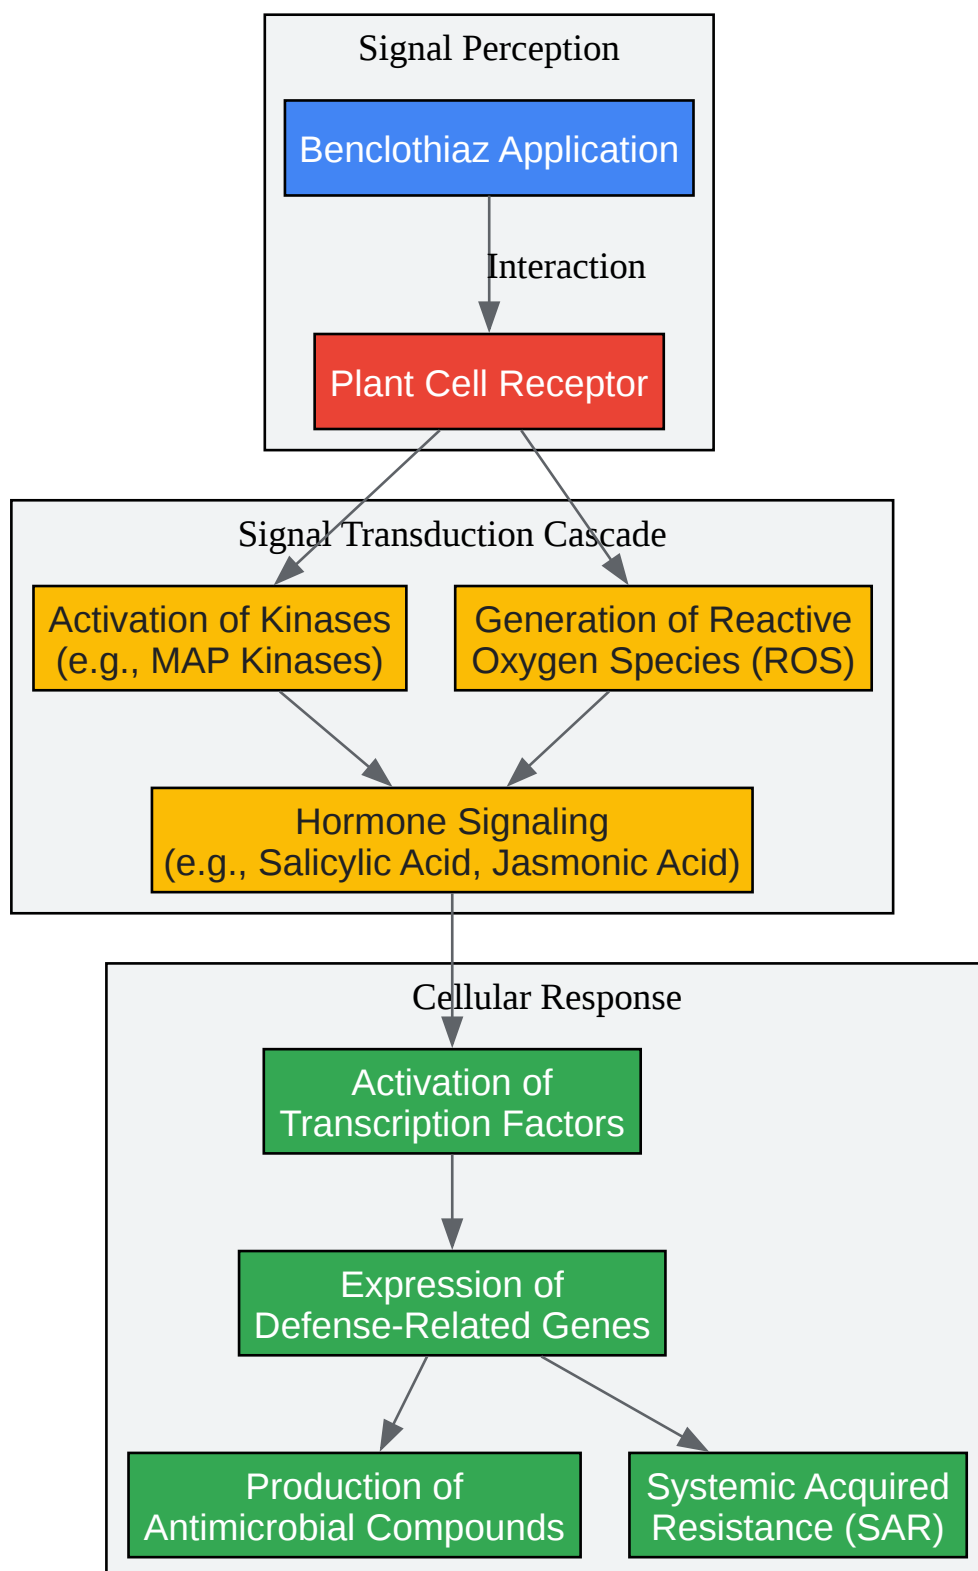 Signal Perception
Benclothiaz Application
Interaction
Plant Cell Receptor
Signal Transduction Cascade
Activation of Kinases
(e.g., MAP Kinases)
Generation of Reactive
Oxygen Species (ROS)
Hormone Signaling
(e.g., Salicylic Acid, Jasmonic Acid)
Cellular Response
Activation of
Transcription Factors
Expression of
Defense-Related Genes
Production of
Antimicrobial Compounds
Systemic Acquired
Resistance (SAR)